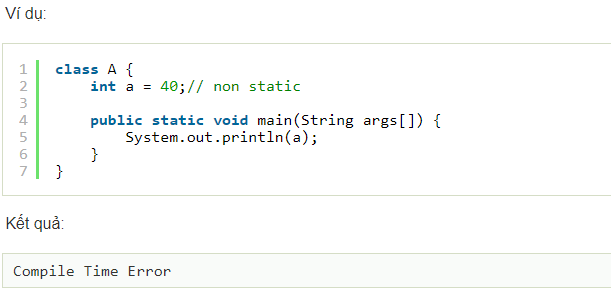 Ví dụ:
1 class A {
2     int a = 40;// non static
3
4     public static void main(String args[]) {
5         System.out.println(a);
6     }
7 }
Kết quả:
Compile Time Error